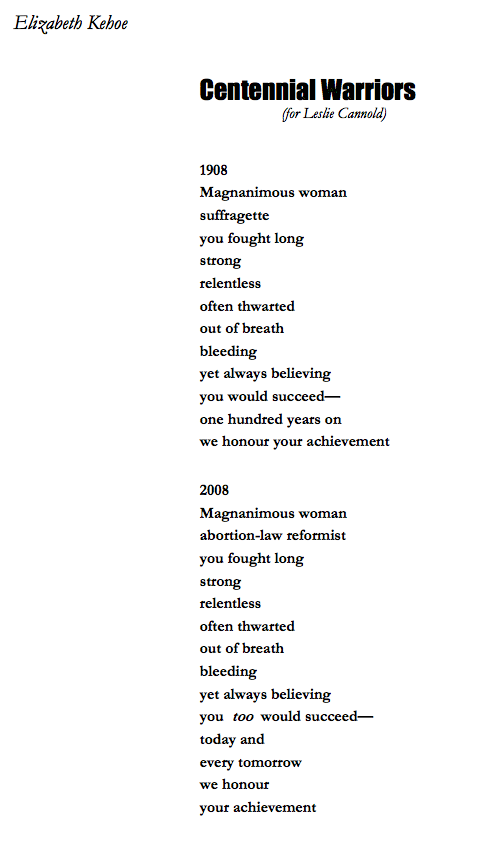 Elizabeth Kehoe
Centennial Warriors
(for Leslie Cannold)
1908
Magnanimous woman
suffragette
you fought long
strong
relentless
often thwarted
out of breath
bleeding
yet always believing
you would succeed—
one hundred years on
we honour your achievement
2008
Magnanimous woman
abortion-law reformist
you fought long
strong
relentless
often thwarted
out of breath
bleeding
yet always believing
you too would succeed—
today and
every tomorrow
we honour
your achievement